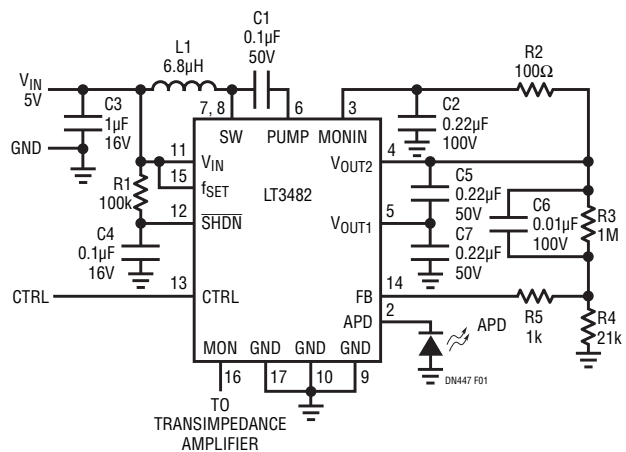 C1
0.1µF
50V
L1
6.8µH
R2
100Ω
VIN
5V
C3
1µF
16V
GND
7, 8
6
3
C2
0.22µF
100V
SW
PUMP
MONIN
11
VIN
15
fSET
LT3482
R1
100k
12
SHDN
C4
0.1µF
16V
CTRL
13
CTRL
VOUT2
4
C5
0.22µF
50V
VOUT1
5
C7
0.22µF
50V
C6
0.01µF
100V
R3
1M
FB
14
APD
2
APD
R5
1k
R4
21k
DN447 F01
MON
GND
GND
GND
16
17
10
9
TO
TRANSIMPEDANCE
AMPLIFIER